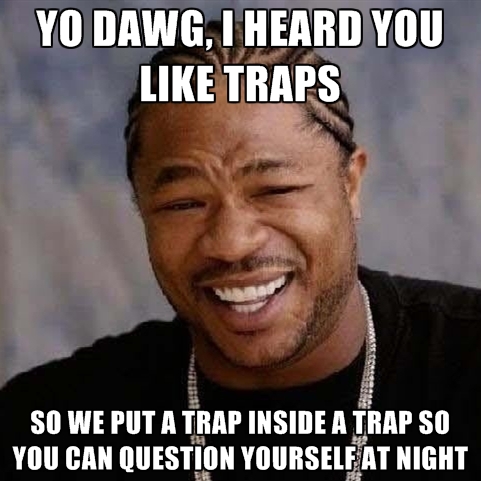 YO DAWG, I HEARD YOU
LIKE TRAPS
SO WE PUT A TRAP INSIDE A TRAP SO
YOU CAN QUESTION YOURSELF AT NIGHT